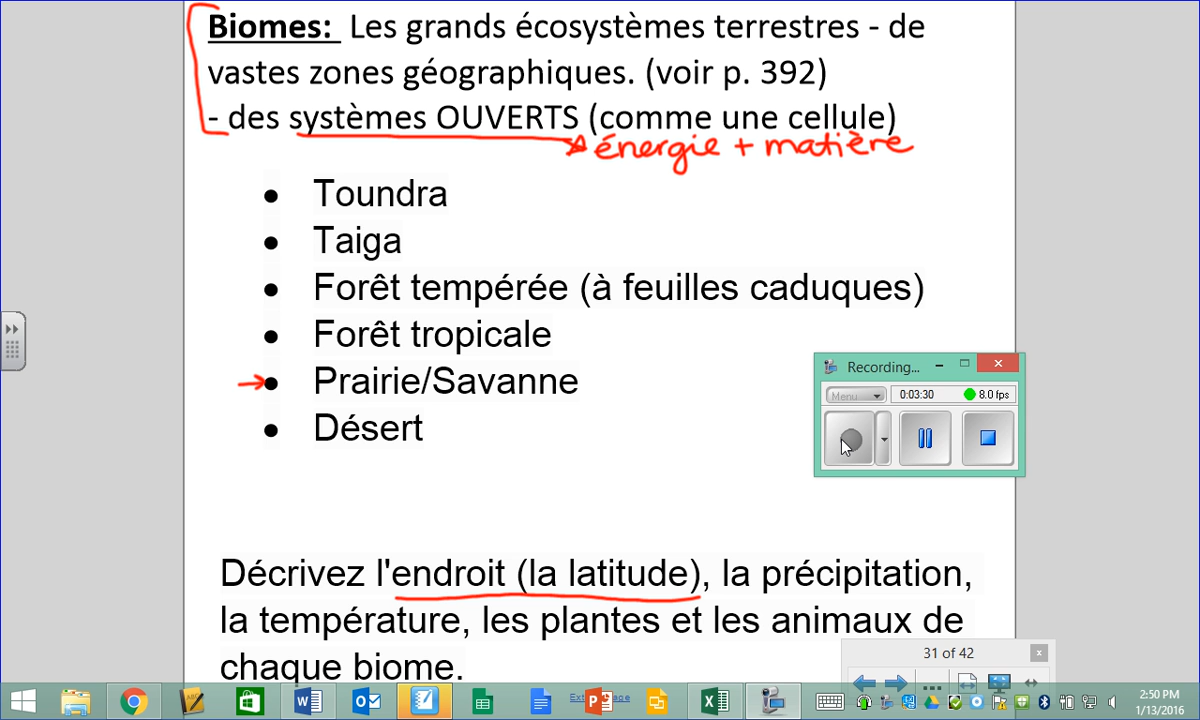 Biomes: Les grands écosystèmes terrestres - de
vastes zones géographiques. (voir p. 392)
- des systèmes OUVERTS (comme une cellule)
énergie + matière
• Toundra
• Taiga
• Forêt tempérée (à feuilles caduques)
• Forêt tropicale
• Prairie/Savanne
• Désert
Recording...
Menu
0:03:30
8.0 fps
Décrivez l'endroit (la latitude), la précipitation,
la température, les plantes et les animaux de
chaque biome.
31 of 42
2:50 PM
1/13/2016